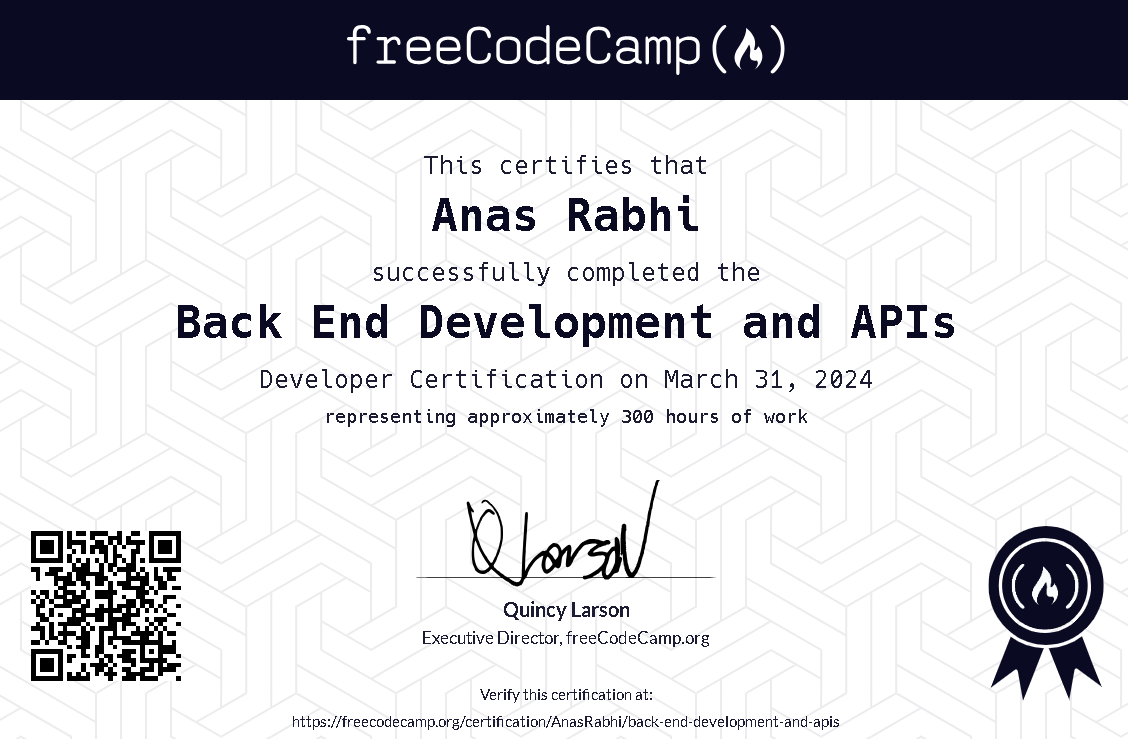 freeCodeCamp
This certifies that
Anas Rabhi
successfully completed the
Back End Development and APIs
Developer Certification on March 31, 2024
representing approximately 300 hours of work
Q Larson
Quincy Larson
Executive Director, freeCodeCamp.org
Verify this certification at:
https://freecodecamp.org/certification/AnasRabhi/back-end-development-and-apis